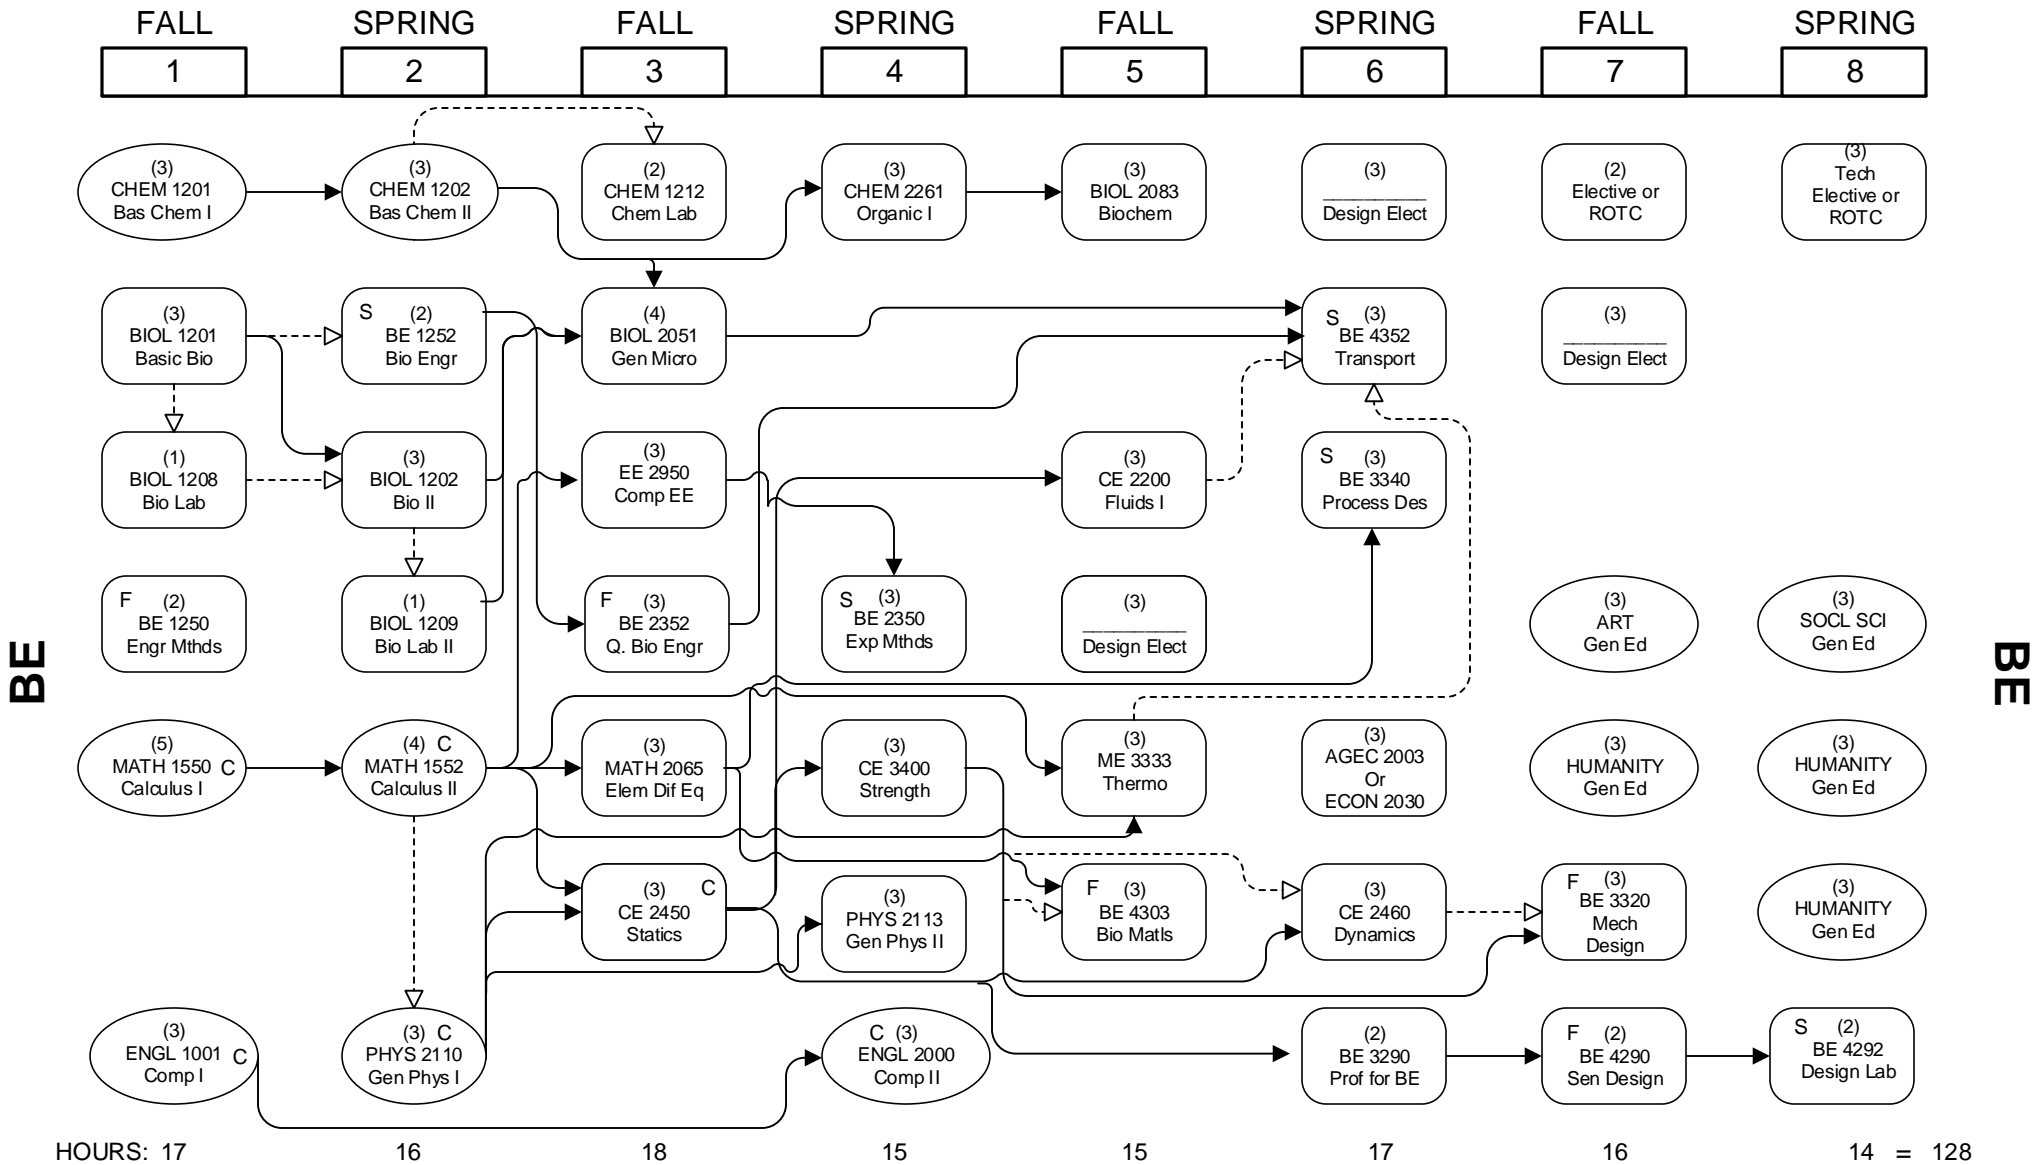 FALL SPRING FALL SPRING FALL SPRING FALL SPRING
1 2 3 4 5 6 7 8
(3)
CHEM 1201
Bas Chem I
(3)
CHEM 1202
Bas Chem II
(2)
CHEM 1212
Chem Lab
(3)
CHEM 2261
Organic I
(3)
BIOL 2083
Biochem
(3)
__________
Design Elect
(2)
Elective or
ROTC
(3)
Tech
Elective or
ROTC
(3)
BIOL 1201
Basic Bio
S (2)
BE 1252
Bio Engr
(4)
BIOL 2051
Gen Micro
S (3)
BE 4352
Transport
(3)
__________
Design Elect
(1)
BIOL 1208
Bio Lab
(3)
BIOL 1202
Bio II
(3)
EE 2950
Comp EE
(3)
CE 2200
Fluids I
S (3)
BE 3340
Process Des
F (2)
BE 1250
Engr Mthds
(1)
BIOL 1209
Bio Lab II
F (3)
BE 2352
Q. Bio Engr
S (3)
BE 2350
Exp Mthds
(3)
__________
Design Elect
(3)
ART
Gen Ed
(3)
SOCL SCI
Gen Ed
BE
BE
(5)
MATH 1550 C
Calculus I
(4) C
MATH 1552
Calculus II
(3)
MATH 2065
Elem Dif Eq
(3)
CE 3400
Strength
(3)
ME 3333
Thermo
(3)
AGEC 2003
Or
ECON 2030
(3)
HUMANITY
Gen Ed
(3)
HUMANITY
Gen Ed
(3) C
CE 2450
Statics
(3)
PHYS 2113
Gen Phys II
F (3)
BE 4303
Bio Matls
(3)
CE 2460
Dynamics
F (3)
BE 3320
Mech
Design
(3)
HUMANITY
Gen Ed
(3)
ENGL 1001 C
Comp I
(3) C
PHYS 2110
Gen Phys I
C (3)
ENGL 2000
Comp II
(2)
BE 3290
Prof for BE
F (2)
BE 4290
Sen Design
S (2)
BE 4292
Design Lab
HOURS: 17 16 18 15 15 17 16 14 = 128